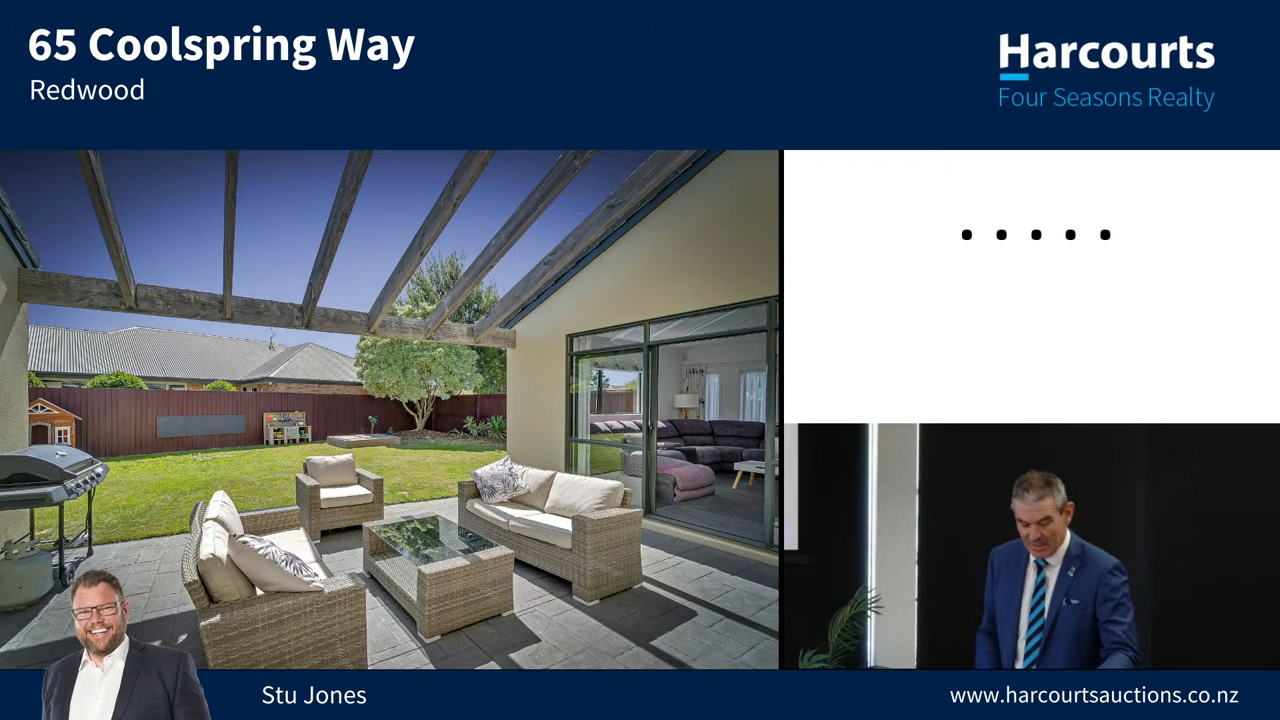 65 Coolspring Way
Redwood
Harcourts
Four Seasons Realty
. . . . .
Stu Jones
www.harcourtsauctions.co.nz